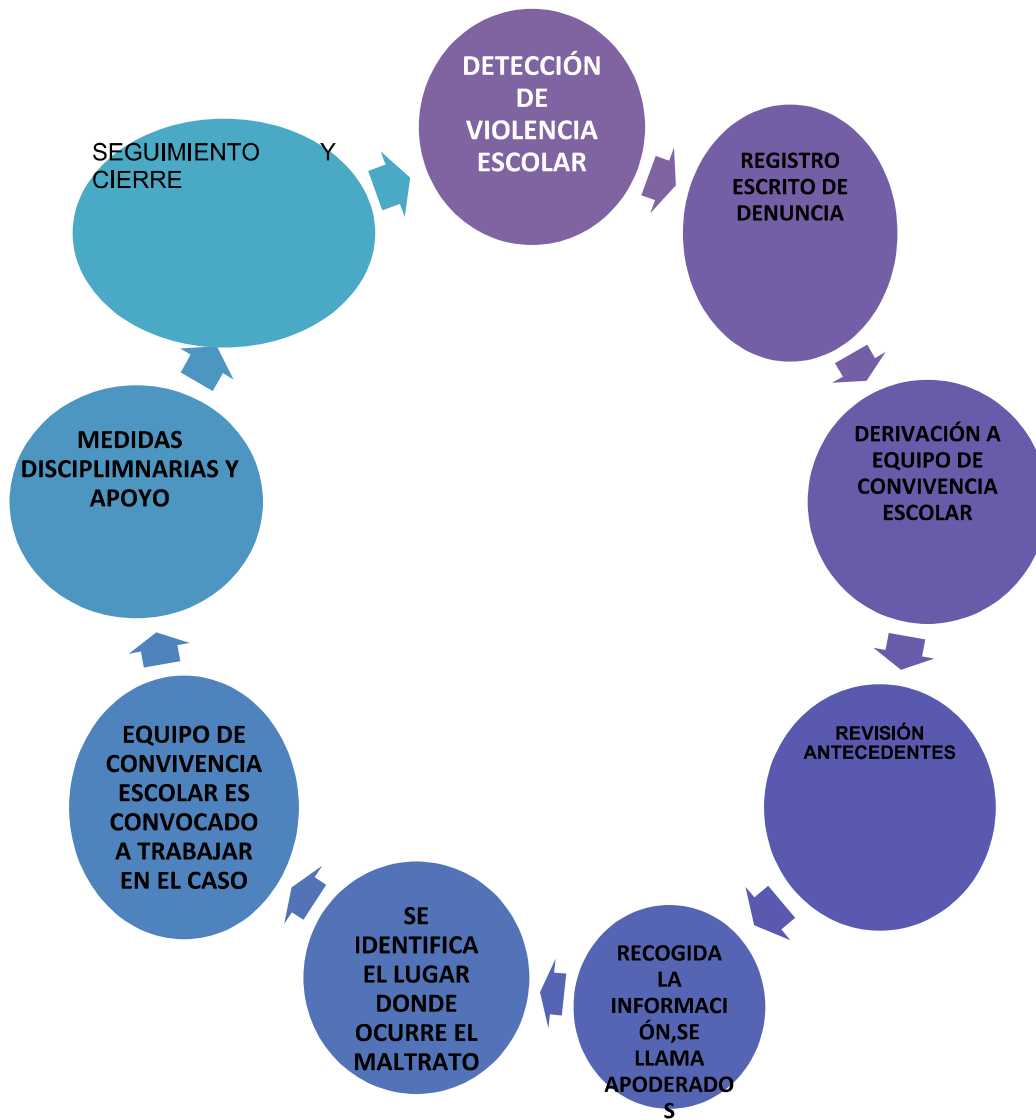 DETECCIÓN
DE
VIOLENCIA
ESCOLAR
REGISTRO
ESCRITO DE
DENUNCIA
DERIVACIÓN A
EQUIPO DE
CONVIVENCIA
ESCOLAR
REVISIÓN
ANTECEDENTES
RECOGIDA
LA
INFORMACI
ÓN,SE
LLAMA
APODERADO
S
SE
IDENTIFICA
EL LUGAR
DONDE
OCURRE EL
MALTRATO
EQUIPO DE
CONVIVENCIA
ESCOLAR ES
CONVOCADO
A TRABAJAR
EN EL CASO
MEDIDAS
DISCIPLIMNARIAS Y
APOYO
SEGUIMIENTO Y
CIERRE